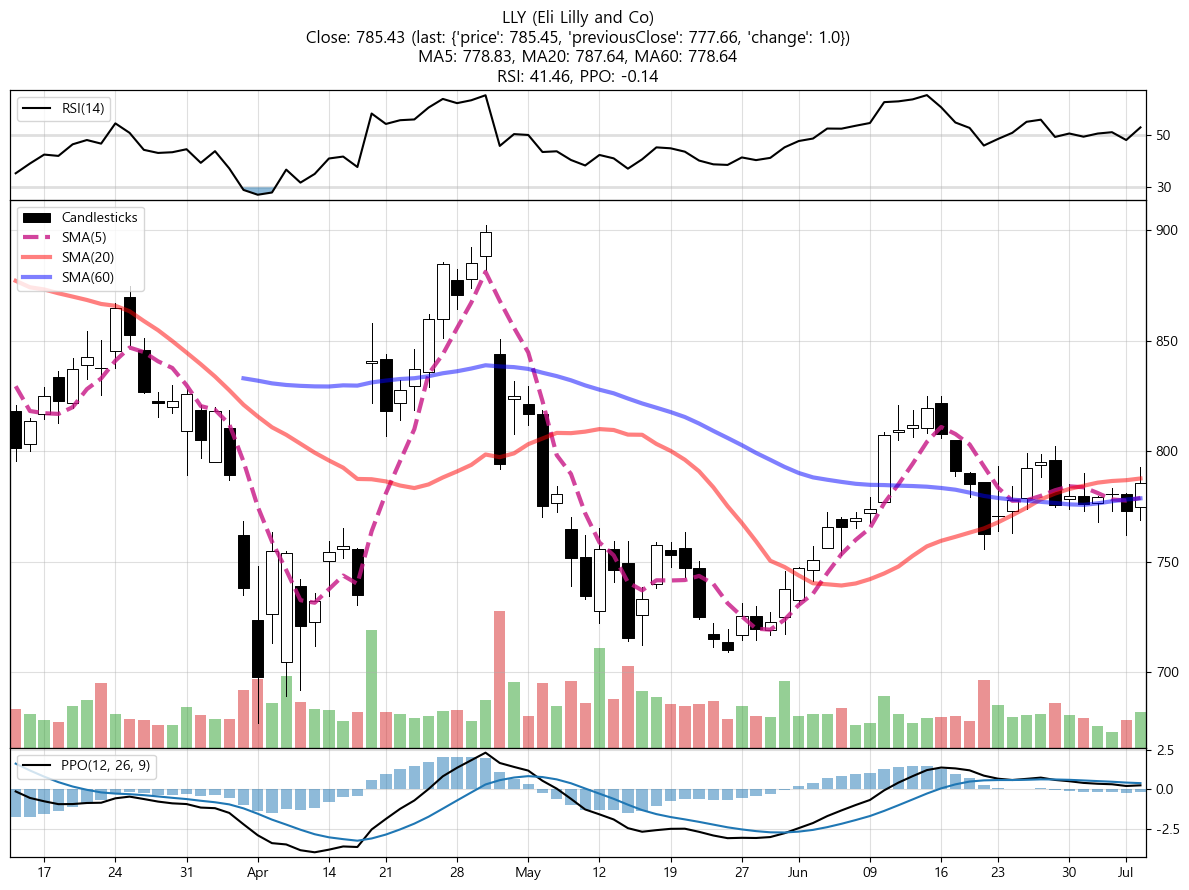 LLY (Eli Lilly and Co)
Close: 785.43 (last: {'price': 785.45, 'previousClose': 777.66, 'change': 1.0})
MA5: 778.83, MA20: 787.64, MA60: 778.64
RSI: 41.46, PPO: -0.14
RSI(14)
50
30
Candlesticks
SMA(5)
SMA(20)
SMA(60)
900
850
800
750
700
PPO(12, 26, 9)
2.5
0.0
-2.5
17 24 31 Apr 14 21 28 May 12 19 27 Jun 09 16 23 30 Jul